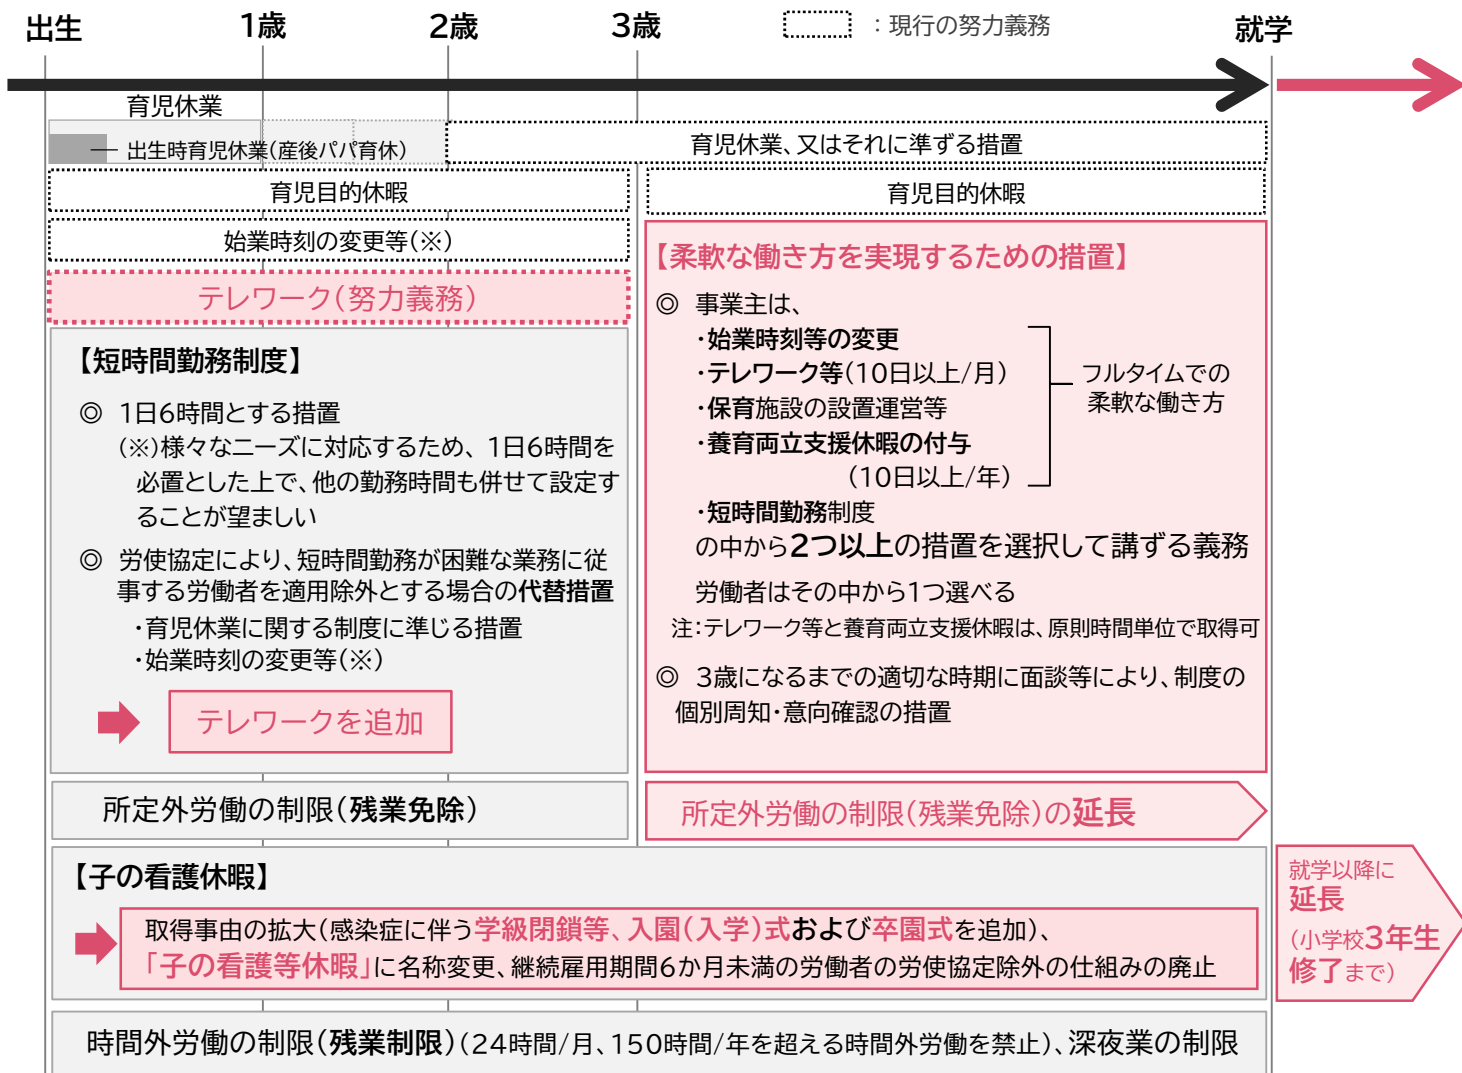 出生
1歳
2歳
3歳
：現行の努力義務
就学
育児休業
出生時育児休業(産後パパ育休)
育児休業、又はそれに準ずる措置
育児目的休暇
育児目的休暇
始業時刻の変更等(※)
テレワーク(努力義務)
【短時間勤務制度】
◎ 1日6時間とする措置
(※)様々なニーズに対応するため、1日6時間を
必置とした上で、他の勤務時間も併せて設定す
ることが望ましい
◎ 労使協定により、短時間勤務が困難な業務に従
事する労働者を適用除外とする場合の代替措置
・育児休業に関する制度に準じる措置
・始業時刻の変更等(※)
テレワークを追加
【柔軟な働き方を実現するための措置】
◎ 事業主は、
・始業時刻等の変更
・テレワーク等(10日以上/月)
・保育施設の設置運営等
・養育両立支援休暇の付与
(10日以上/年)
フルタイムでの
柔軟な働き方
・短時間勤務制度
の中から2つ以上の措置を選択して講ずる義務
労働者はその中から1つ選べる
注：テレワーク等と養育両立支援休暇は、原則時間単位で取得可
◎ 3歳になるまでの適切な時期に面談等により、制度の
個別周知・意向確認の措置
所定外労働の制限(残業免除)
所定外労働の制限(残業免除)の延長
【子の看護休暇】
取得事由の拡大(感染症に伴う学級閉鎖等、入園(入学)式および卒園式を追加)、
「子の看護等休暇」に名称変更、継続雇用期間6か月未満の労働者の労使協定除外の仕組みの廃止
就学以降に
延長
(小学校3年生
修了まで)
時間外労働の制限(残業制限)(24時間/月、150時間/年を超える時間外労働を禁止)、深夜業の制限